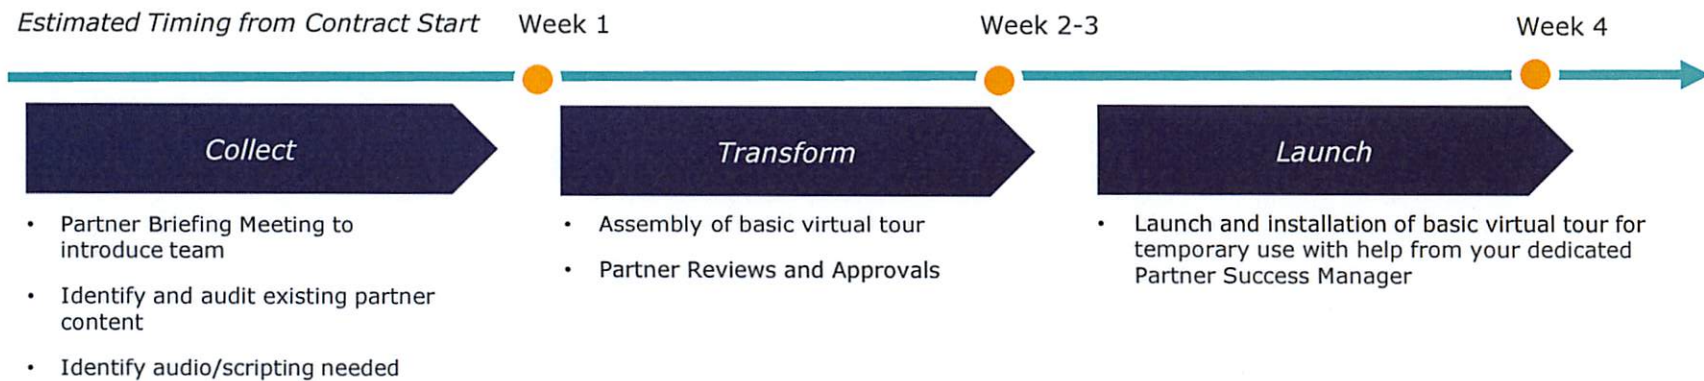 Estimated Timing from Contract Start
Week 1
Week 2-3
Week 4
Collect
Transform
Launch
• Partner Briefing Meeting to
introduce team
• Identify and audit existing partner
content
• Identify audio/scripting needed
• Assembly of basic virtual tour
• Partner Reviews and Approvals
• Launch and installation of basic virtual tour for
temporary use with help from your dedicated
Partner Success Manager